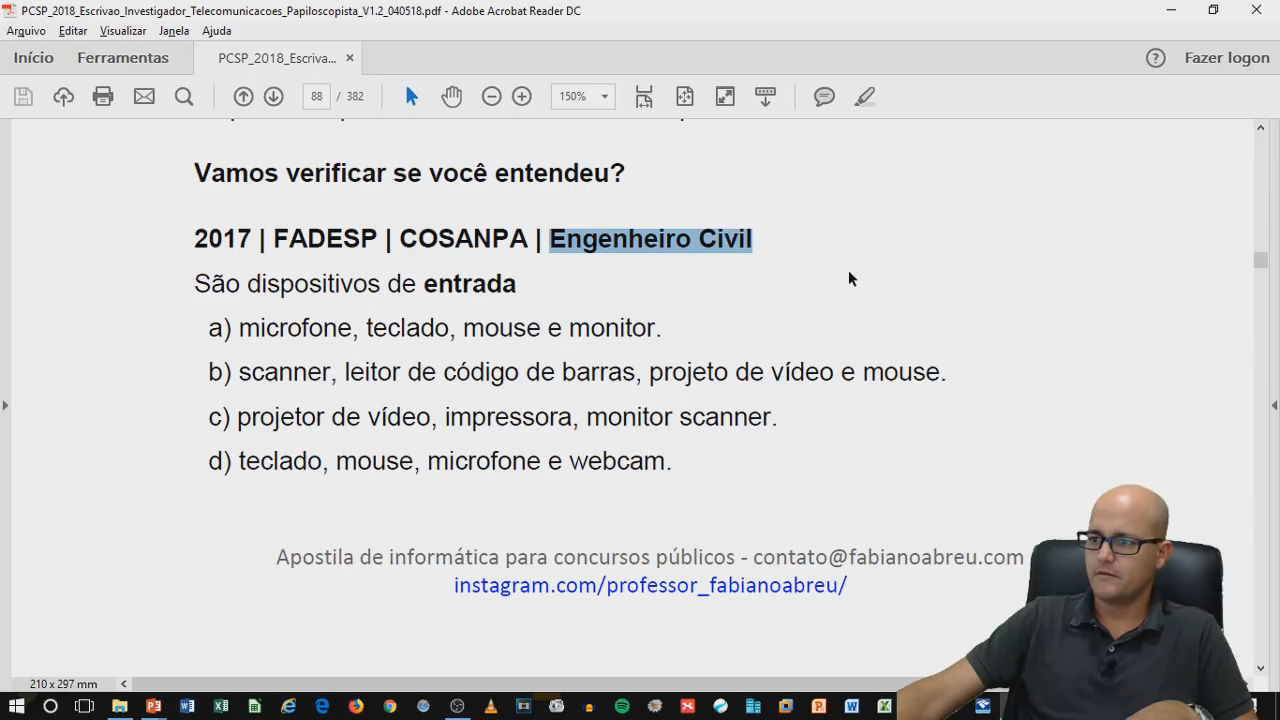 PCSP_2018_Escrivao_Investigador_Telecomunicacoes_Papiloscopista_V1.2_040518.pdf - Adobe Acrobat Reader DC
Arquivo Editar Visualizar Janela Ajuda
Início Ferramentas PCSP_2018_Escriva... × Fazer logon
88 / 382 150%
Vamos verificar se você entendeu?
2017 | FADESP | COSANPA | Engenheiro Civil
São dispositivos de entrada
a) microfone, teclado, mouse e monitor.
b) scanner, leitor de código de barras, projeto de vídeo e mouse.
c) projetor de vídeo, impressora, monitor scanner.
d) teclado, mouse, microfone e webcam.
Apostila de informática para concursos públicos - contato@fabianoabreu.com
instagram.com/professor_fabianoabreu/
210 x 297 mm